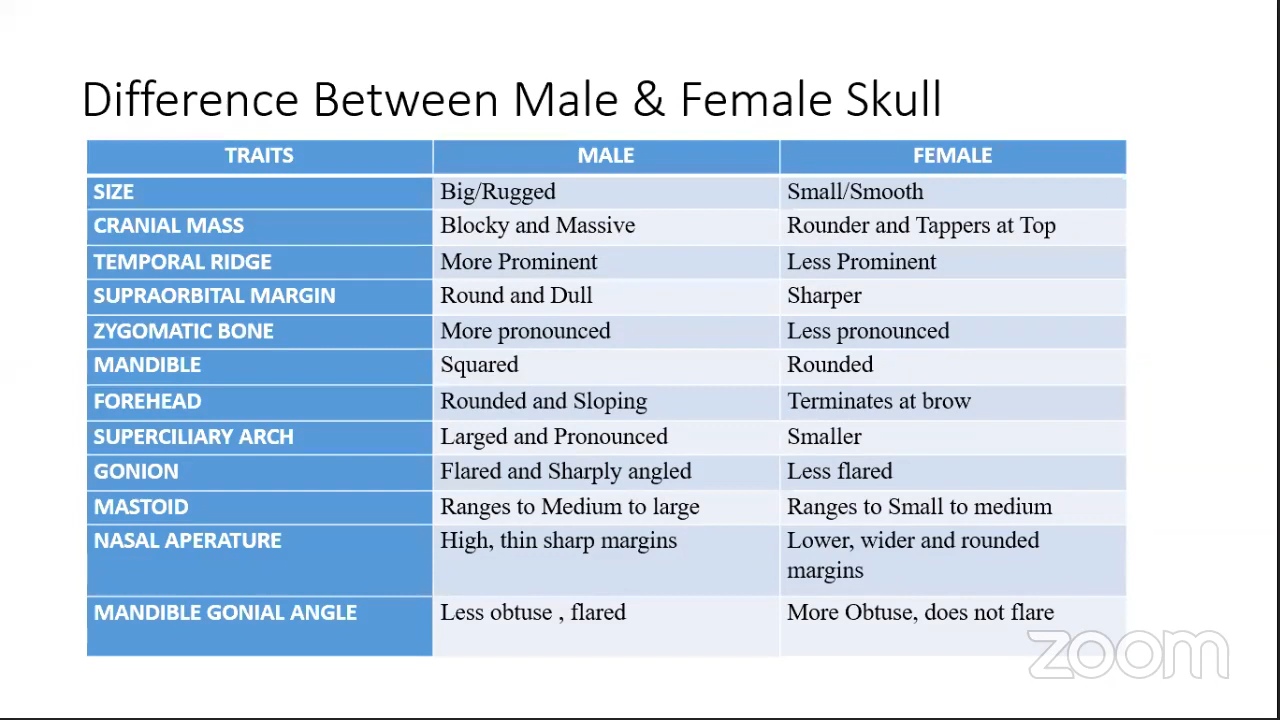 Difference Between Male & Female Skull
TRAITS MALE FEMALE
SIZE Big/Rugged Small/Smooth
CRANIAL MASS Blocky and Massive Rounder and Tappers at Top
TEMPORAL RIDGE More Prominent Less Prominent
SUPRAORBITAL MARGIN Round and Dull Sharper
ZYGOMATIC BONE More pronounced Less pronounced
MANDIBLE Squared Rounded
FOREHEAD Rounded and Sloping Terminates at brow
SUPERCILIARY ARCH Larged and Pronounced Smaller
GONION Flared and Sharply angled Less flared
MASTOID Ranges to Medium to large Ranges to Small to medium
NASAL APERATURE High, thin sharp margins Lower, wider and rounded
margins
MANDIBLE GONIAL ANGLE Less obtuse , flared More Obtuse, does not flare
zoom